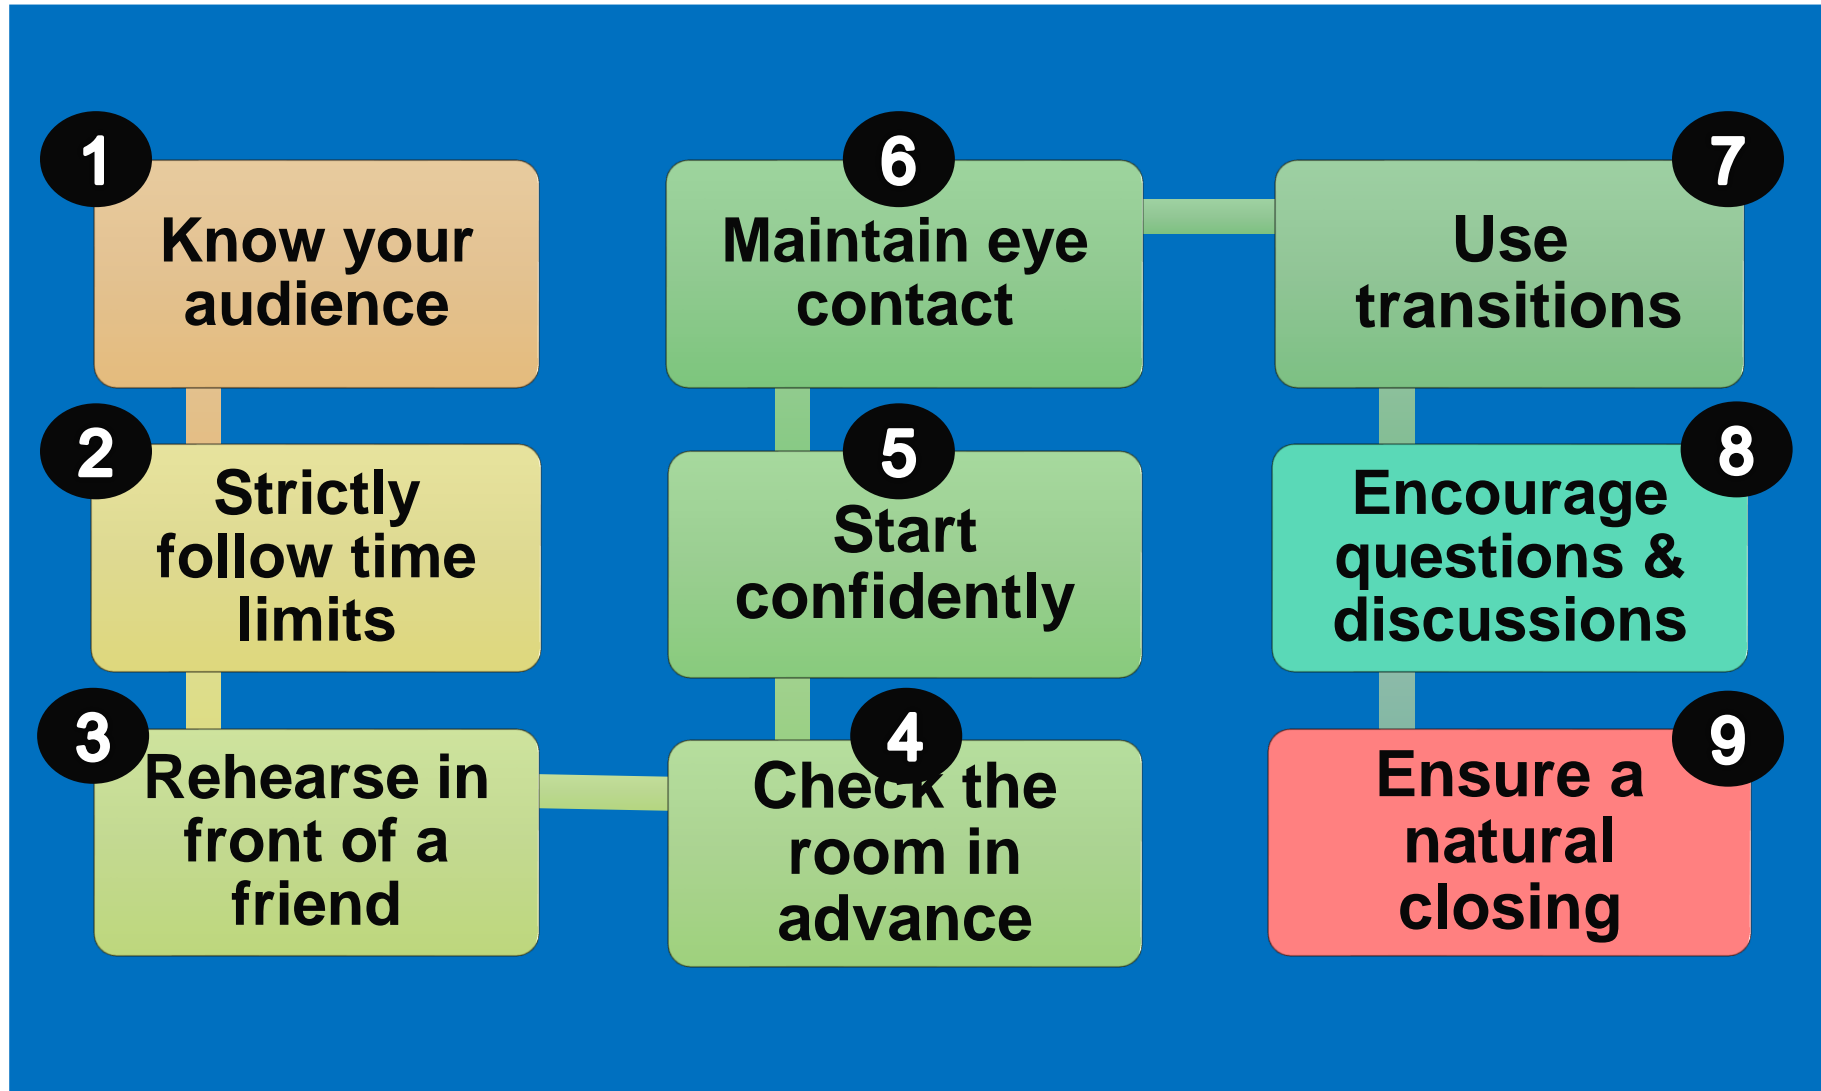 1
Know your
audience
2
Strictly
follow time
limits
3
Rehearse in
front of a
friend
4
Check the
room in
advance
5
Start
confidently
6
Maintain eye
contact
7
Use
transitions
8
Encourage
questions &
discussions
9
Ensure a
natural
closing